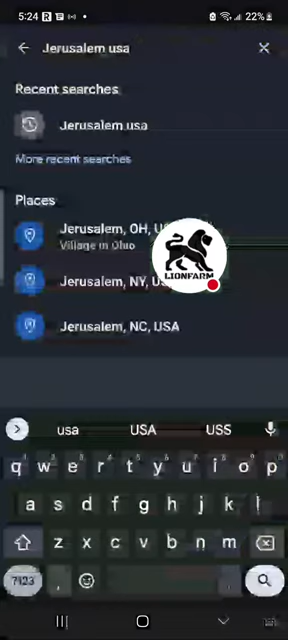 5:24 R 22%
Jerusalem usa
Recent searches
Jerusalem usa
More recent searches
Places
Jerusalem, OH, U
Village in Ohio
Jerusalem, NY, U
LIONFARM
Jerusalem, NC, USA
usa USA USS
q w e r t y u i o p
a s d f g h j k l
z x c v b n m
?123 , .